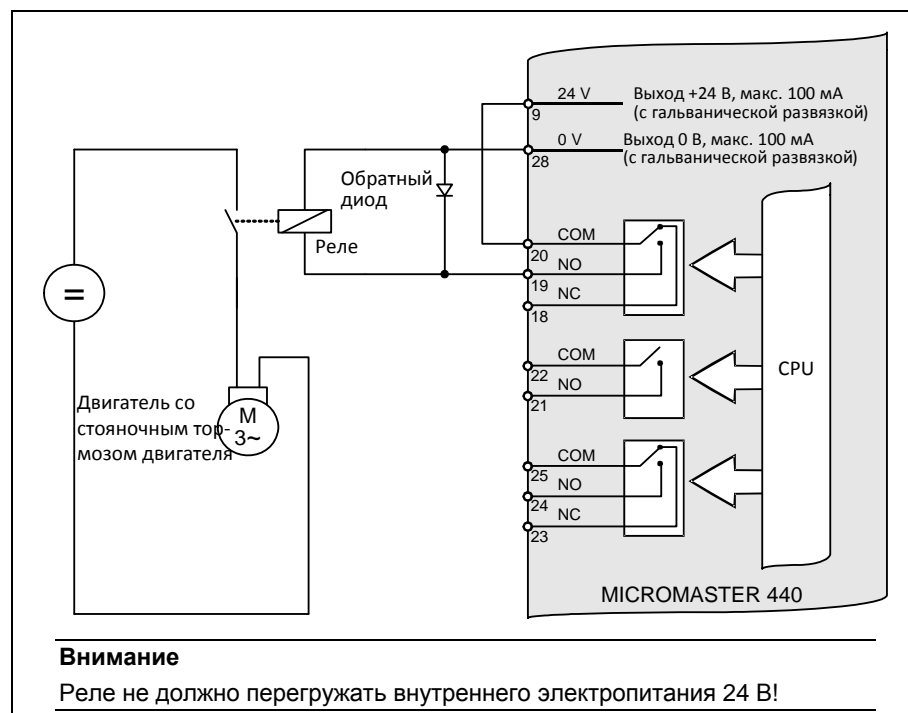 24 V
Выход +24 В, макс. 100 мА
(с гальванической развязкой)
9
0 V
Выход 0 В, макс. 100 мА
(с гальванической развязкой)
28
Обратный
диод
Реле
COM
20
NO
19
NC
18
COM
22
NO
21
CPU
=
Двигатель со
стояночным тор-
мозом двигателя
M
3~
COM
25
NO
24
NC
23
MICROMASTER 440
Внимание
Реле не должно перегружать внутреннего электропитания 24 В!